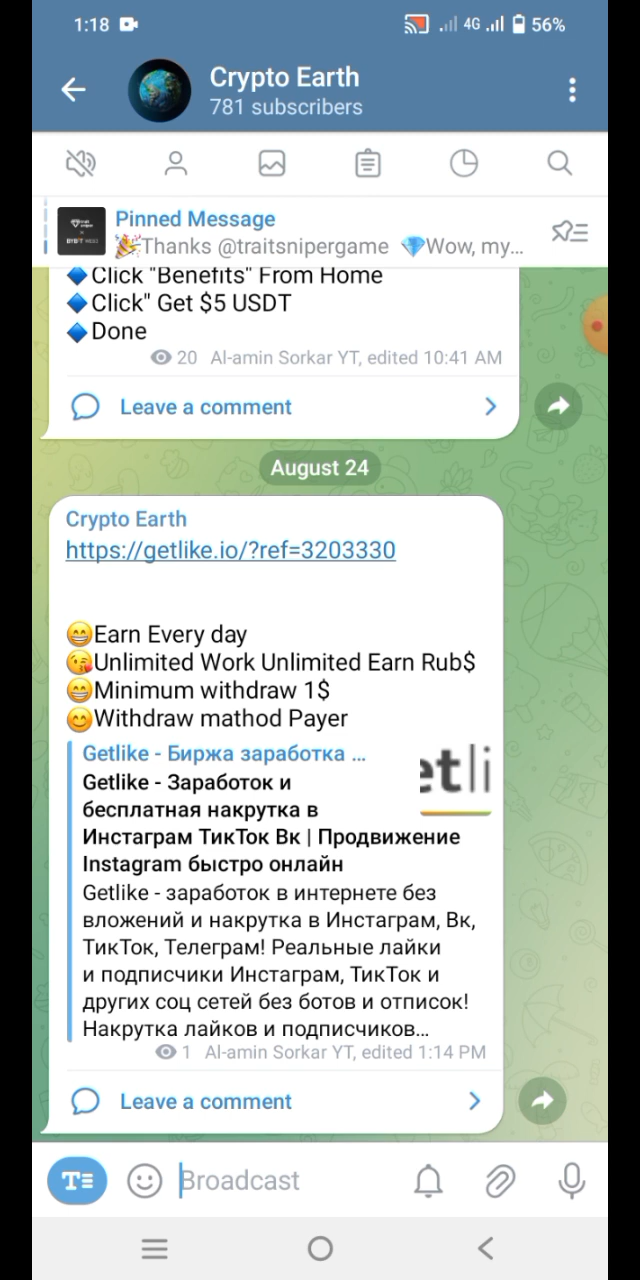 1:18 4G 56%
Crypto Earth
781 subscribers
Pinned Message
🎉Thanks @traitsnipergame 💎Wow, my...
🔷Click "Benefits" From Home
🔷Click" Get $5 USDT
🔷Done
20 Al-amin Sorkar YT, edited 10:41 AM
Leave a comment
August 24
Crypto Earth
https://getlike.io/?ref=3203330
😁Earn Every day
😘Unlimited Work Unlimited Earn Rub$
😁Minimum withdraw 1$
😊Withdraw mathod Payer
Getlike - Биржа заработка ...
etli
Getlike - Заработок и
бесплатная накрутка в
Инстаграм ТикТок Вк | Продвижение
Instagram быстро онлайн
Getlike - заработок в интернете без
вложений и накрутка в Инстаграм, Вк,
ТикТок, Телеграм! Реальные лайки
и подписчики Инстаграм, ТикТок и
других соц сетей без ботов и отписок!
Накрутка лайков и подписчиков...
1 Al-amin Sorkar YT, edited 1:14 PM
Leave a comment
T
Broadcast